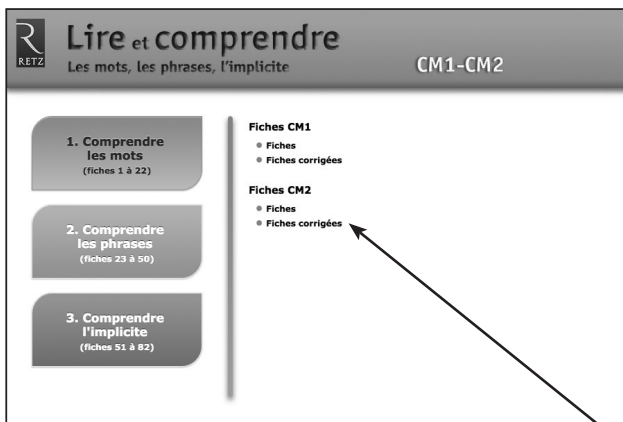 RETZ
Lire et comprendre
Les mots, les phrases, l'implicite
CM1-CM2
1. Comprendre
les mots
(fiches 1 à 22)
2. Comprendre
les phrases
(fiches 23 à 50)
3. Comprendre
l'implicite
(fiches 51 à 82)
Fiches CM1
Fiches
Fiches corrigées
Fiches CM2
Fiches
Fiches corrigées